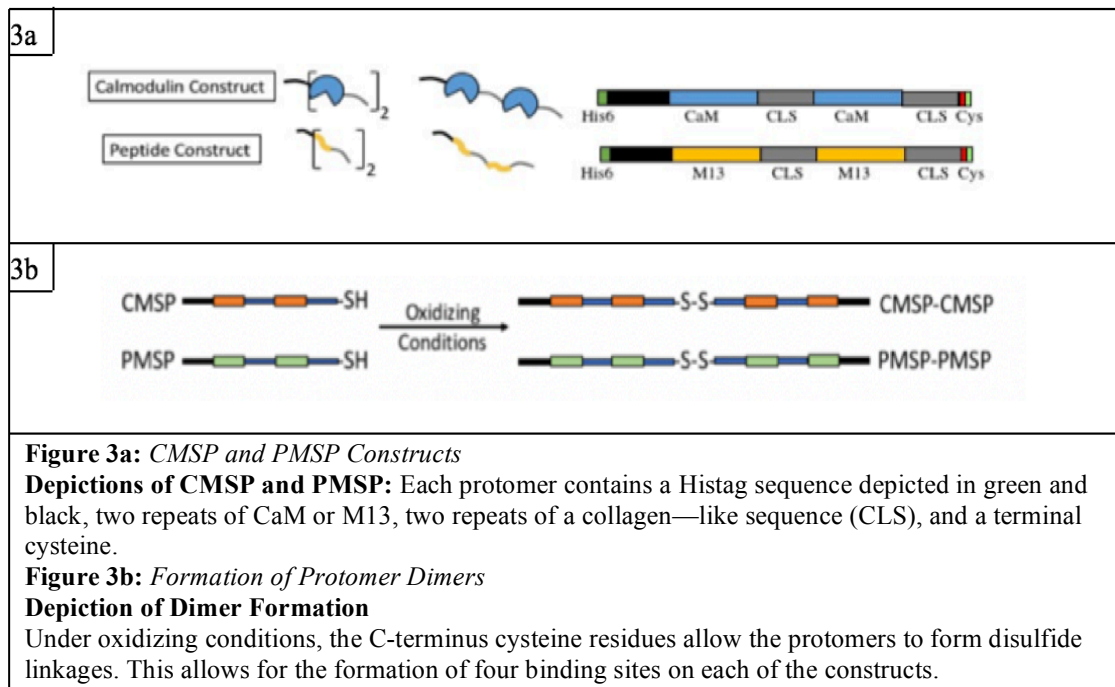 3a
Calmodulin Construct
2
His6 CaM CLS CaM CLS Cys
Peptide Construct
2
His6 M13 CLS M13 CLS Cys
3b
CMSP -SH -S-S- CMSP-CMSP
Oxidizing
Conditions
PMSP -SH -S-S- PMSP-PMSP
Figure 3a: CMSP and PMSP Constructs
Depictions of CMSP and PMSP: Each protomer contains a Histag sequence depicted in green and
black, two repeats of CaM or M13, two repeats of a collagen—like sequence (CLS), and a terminal
cysteine.
Figure 3b: Formation of Protomer Dimers
Depiction of Dimer Formation
Under oxidizing conditions, the C-terminus cysteine residues allow the protomers to form disulfide
linkages. This allows for the formation of four binding sites on each of the constructs.